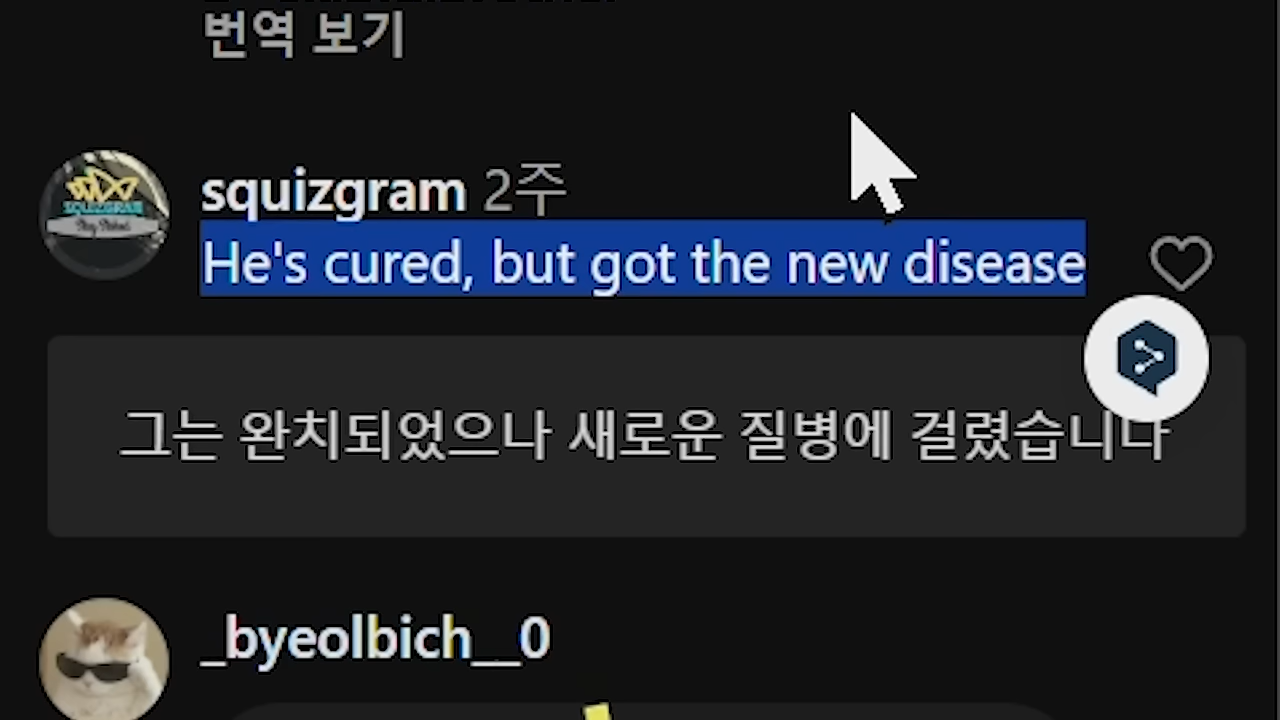 번역 보기
squizgram 2주
He's cured, but got the new disease
그는 완치되었으나 새로운 질병에 걸렸습니다
_byeolbich__0